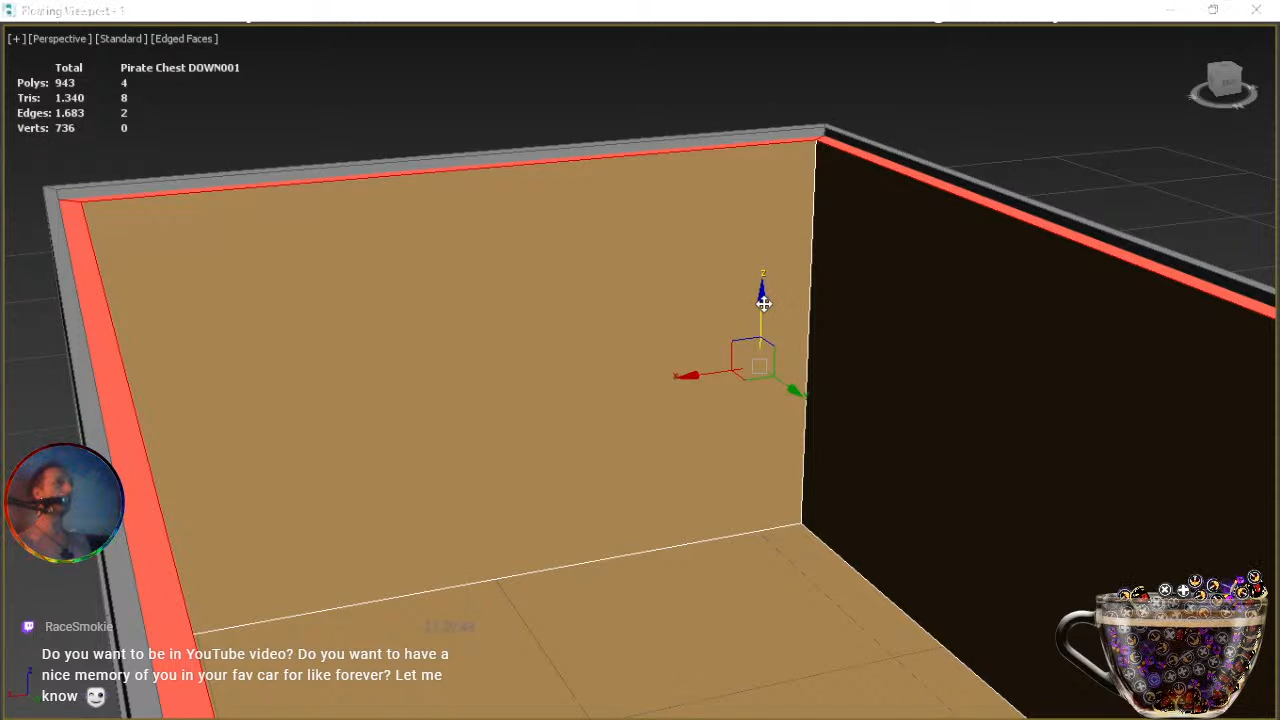 Floating Viewport - 1
[+] [Perspective] [Standard] [Edged Faces]
Total Pirate Chest DOWN001
Polys: 943 4
Tris: 1.340 8
Edges: 1.683 2
Verts: 736 0
z
x
RaceSmokie
Do you want to be in YouTube video? Do you want to have a
nice memory of you in your fav car for like forever? Let me
know